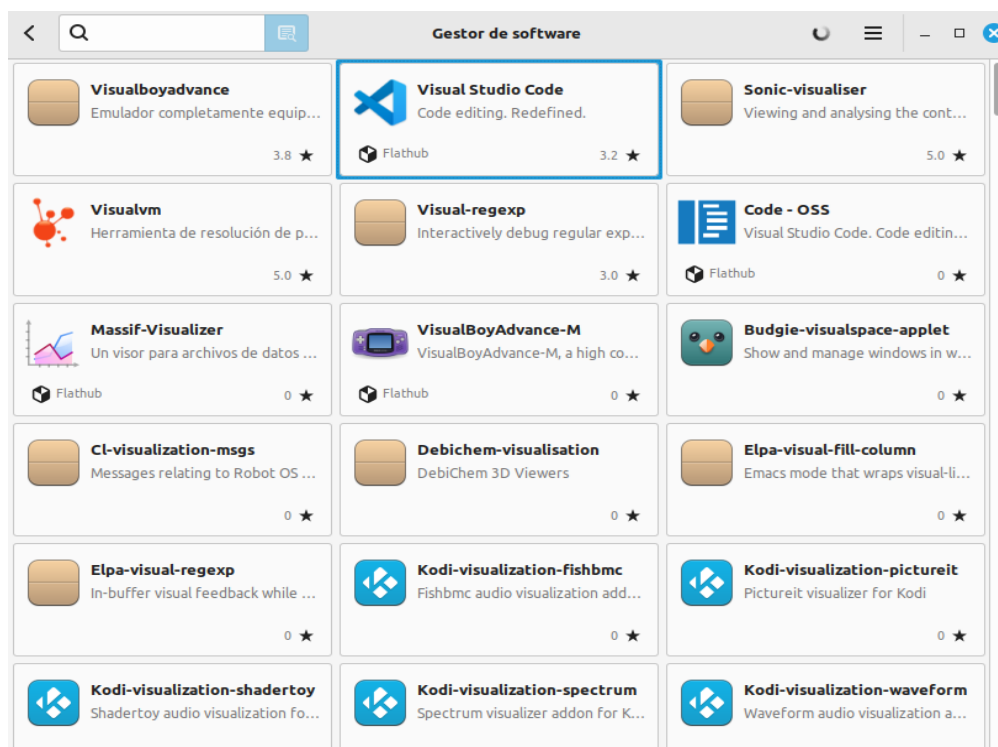 Gestor de software
Visualboyadvance
Emulador completamente equip...
3.8 ★
Visual Studio Code
Code editing. Redefined.
Flathub
3.2 ★
Sonic-visualiser
Viewing and analysing the cont...
5.0 ★
Visualvm
Herramienta de resolución de p...
5.0 ★
Visual-regexp
Interactively debug regular exp...
3.0 ★
Code - OSS
Visual Studio Code. Code editin...
Flathub
0 ★
Massif-Visualizer
Un visor para archivos de datos ...
Flathub
0 ★
VisualBoyAdvance-M
VisualBoyAdvance-M, a high co...
Flathub
0 ★
Budgie-visualspace-applet
Show and manage windows in w...
0 ★
Cl-visualization-msgs
Messages relating to Robot OS ...
0 ★
Debichem-visualisation
DebiChem 3D Viewers
0 ★
Elpa-visual-fill-column
Emacs mode that wraps visual-li...
0 ★
Elpa-visual-regexp
In-buffer visual feedback while ...
0 ★
Kodi-visualization-fishbmc
Fishbmc audio visualization add...
0 ★
Kodi-visualization-pictureit
Pictureit visualizer for Kodi
0 ★
Kodi-visualization-shadertoy
Shadertoy audio visualization fo...
Kodi-visualization-spectrum
Spectrum visualizer addon for K...
Kodi-visualization-waveform
Waveform audio visualization a...